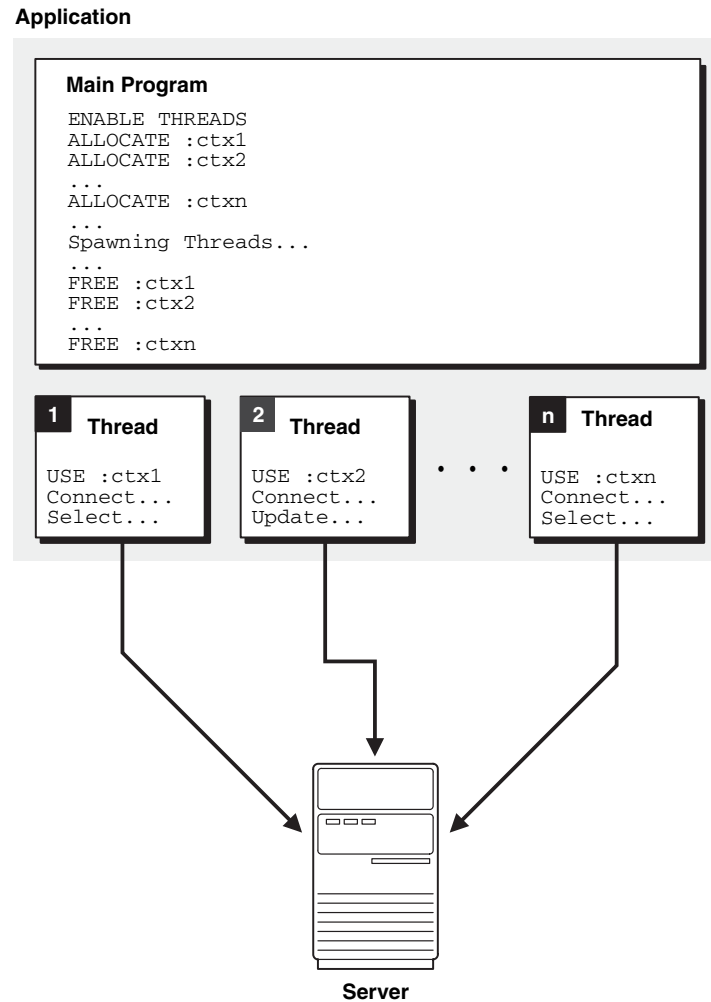 Application
Main Program
ENABLE THREADS
ALLOCATE :ctx1
ALLOCATE :ctx2
...
ALLOCATE :ctxn
...
Spawning Threads...
...
FREE :ctx1
FREE :ctx2
...
FREE :ctxn
1 Thread
USE :ctx1
Connect...
Select...
2 Thread
USE :ctx2
Connect...
Update...
. . .
n Thread
USE :ctxn
Connect...
Select...
Server